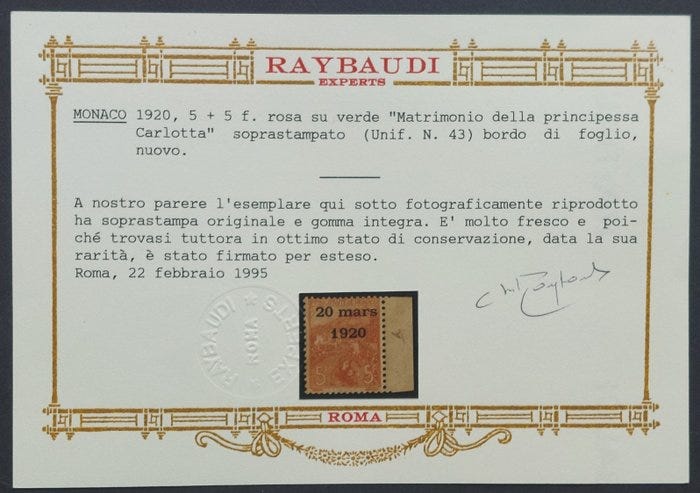 RAYBAUDI
EXPERTS
MONACO 1920, 5 + 5 f. rosa su verde "Matrimonio della principessa
Carlotta" soprastampato (Unif. N. 43) bordo di foglio,
nuovo.
A nostro parere l'esemplare qui sotto fotograficamente riprodotto
ha soprastampa originale e gomma integra. E' molto fresco e poi-
ché trovasi tuttora in ottimo stato di conservazione, data la sua
rarità, è stato firmato per esteso.
Roma, 22 febbraio 1995
RAYBAUDI ★ EXPERTS ★
ROMA
20 mars
1920
5 5
ROMA